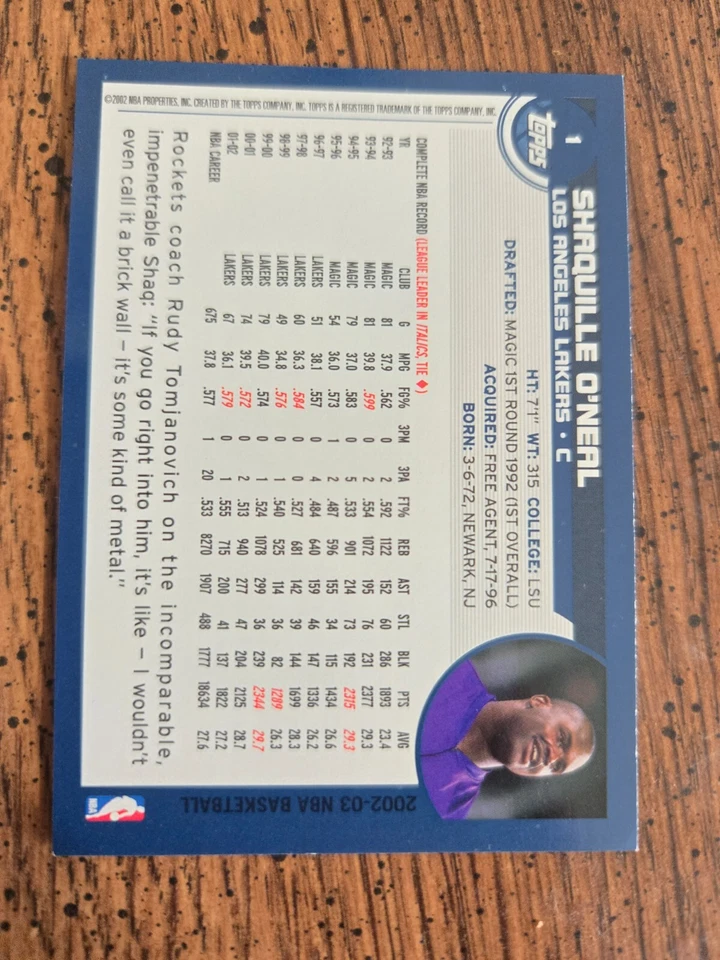 1
SHAQUILLE O'NEAL
LOS ANGELES LAKERS • C
TOPPS
HT: 7'1" WT: 315 COLLEGE: LSU
DRAFTED: MAGIC 1ST ROUND 1992 (1ST OVERALL)
ACQUIRED: FREE AGENT, 7-17-96
BORN: 3-6-72, NEWARK, NJ
COMPLETE NBA RECORD (LEAGUE LEADER IN ITALICS, TIE ♦)
YR CLUB G MPG FG% 3PM 3PA FT% REB AST STL BLK PTS AVG
92-93 MAGIC 81 37.9 .562 0 2 .592 1122 152 60 286 1893 23.4
93-94 MAGIC 81 39.8 .599 0 2 .554 1072 195 76 231 2377 29.3
94-95 MAGIC 79 37.0 .583 0 5 .533 901 214 73 192 2315 29.3
95-96 MAGIC 54 36.0 .573 1 2 .487 596 155 34 115 1434 26.6
96-97 LAKERS 51 38.1 .557 0 4 .484 640 159 46 147 1336 26.2
97-98 LAKERS 60 36.3 .584 0 0 .527 681 142 39 144 1699 28.3
98-99 LAKERS 49 34.8 .576 0 1 .540 525 114 36 82 1289 26.3
99-00 LAKERS 79 40.0 .574 0 1 .524 1078 299 36 239 2344 29.7
00-01 LAKERS 74 39.5 .572 0 2 .513 940 277 47 204 2125 28.7
01-02 LAKERS 67 36.1 .579 0 1 .555 715 200 41 137 1822 27.2
NBA CAREER 675 37.8 .577 1 20 .533 8270 1907 488 1777 18634 27.6
Rockets coach Rudy Tomjanovich on the incomparable,
impenetrable Shaq: "If you go right into him, it's like – I wouldn't
even call it a brick wall – it's some kind of metal."
©2002 NBA PROPERTIES, INC. CREATED BY THE TOPPS COMPANY, INC. TOPPS IS A REGISTERED TRADEMARK OF THE TOPPS COMPANY, INC.
2002-03 NBA BASKETBALL
NBA